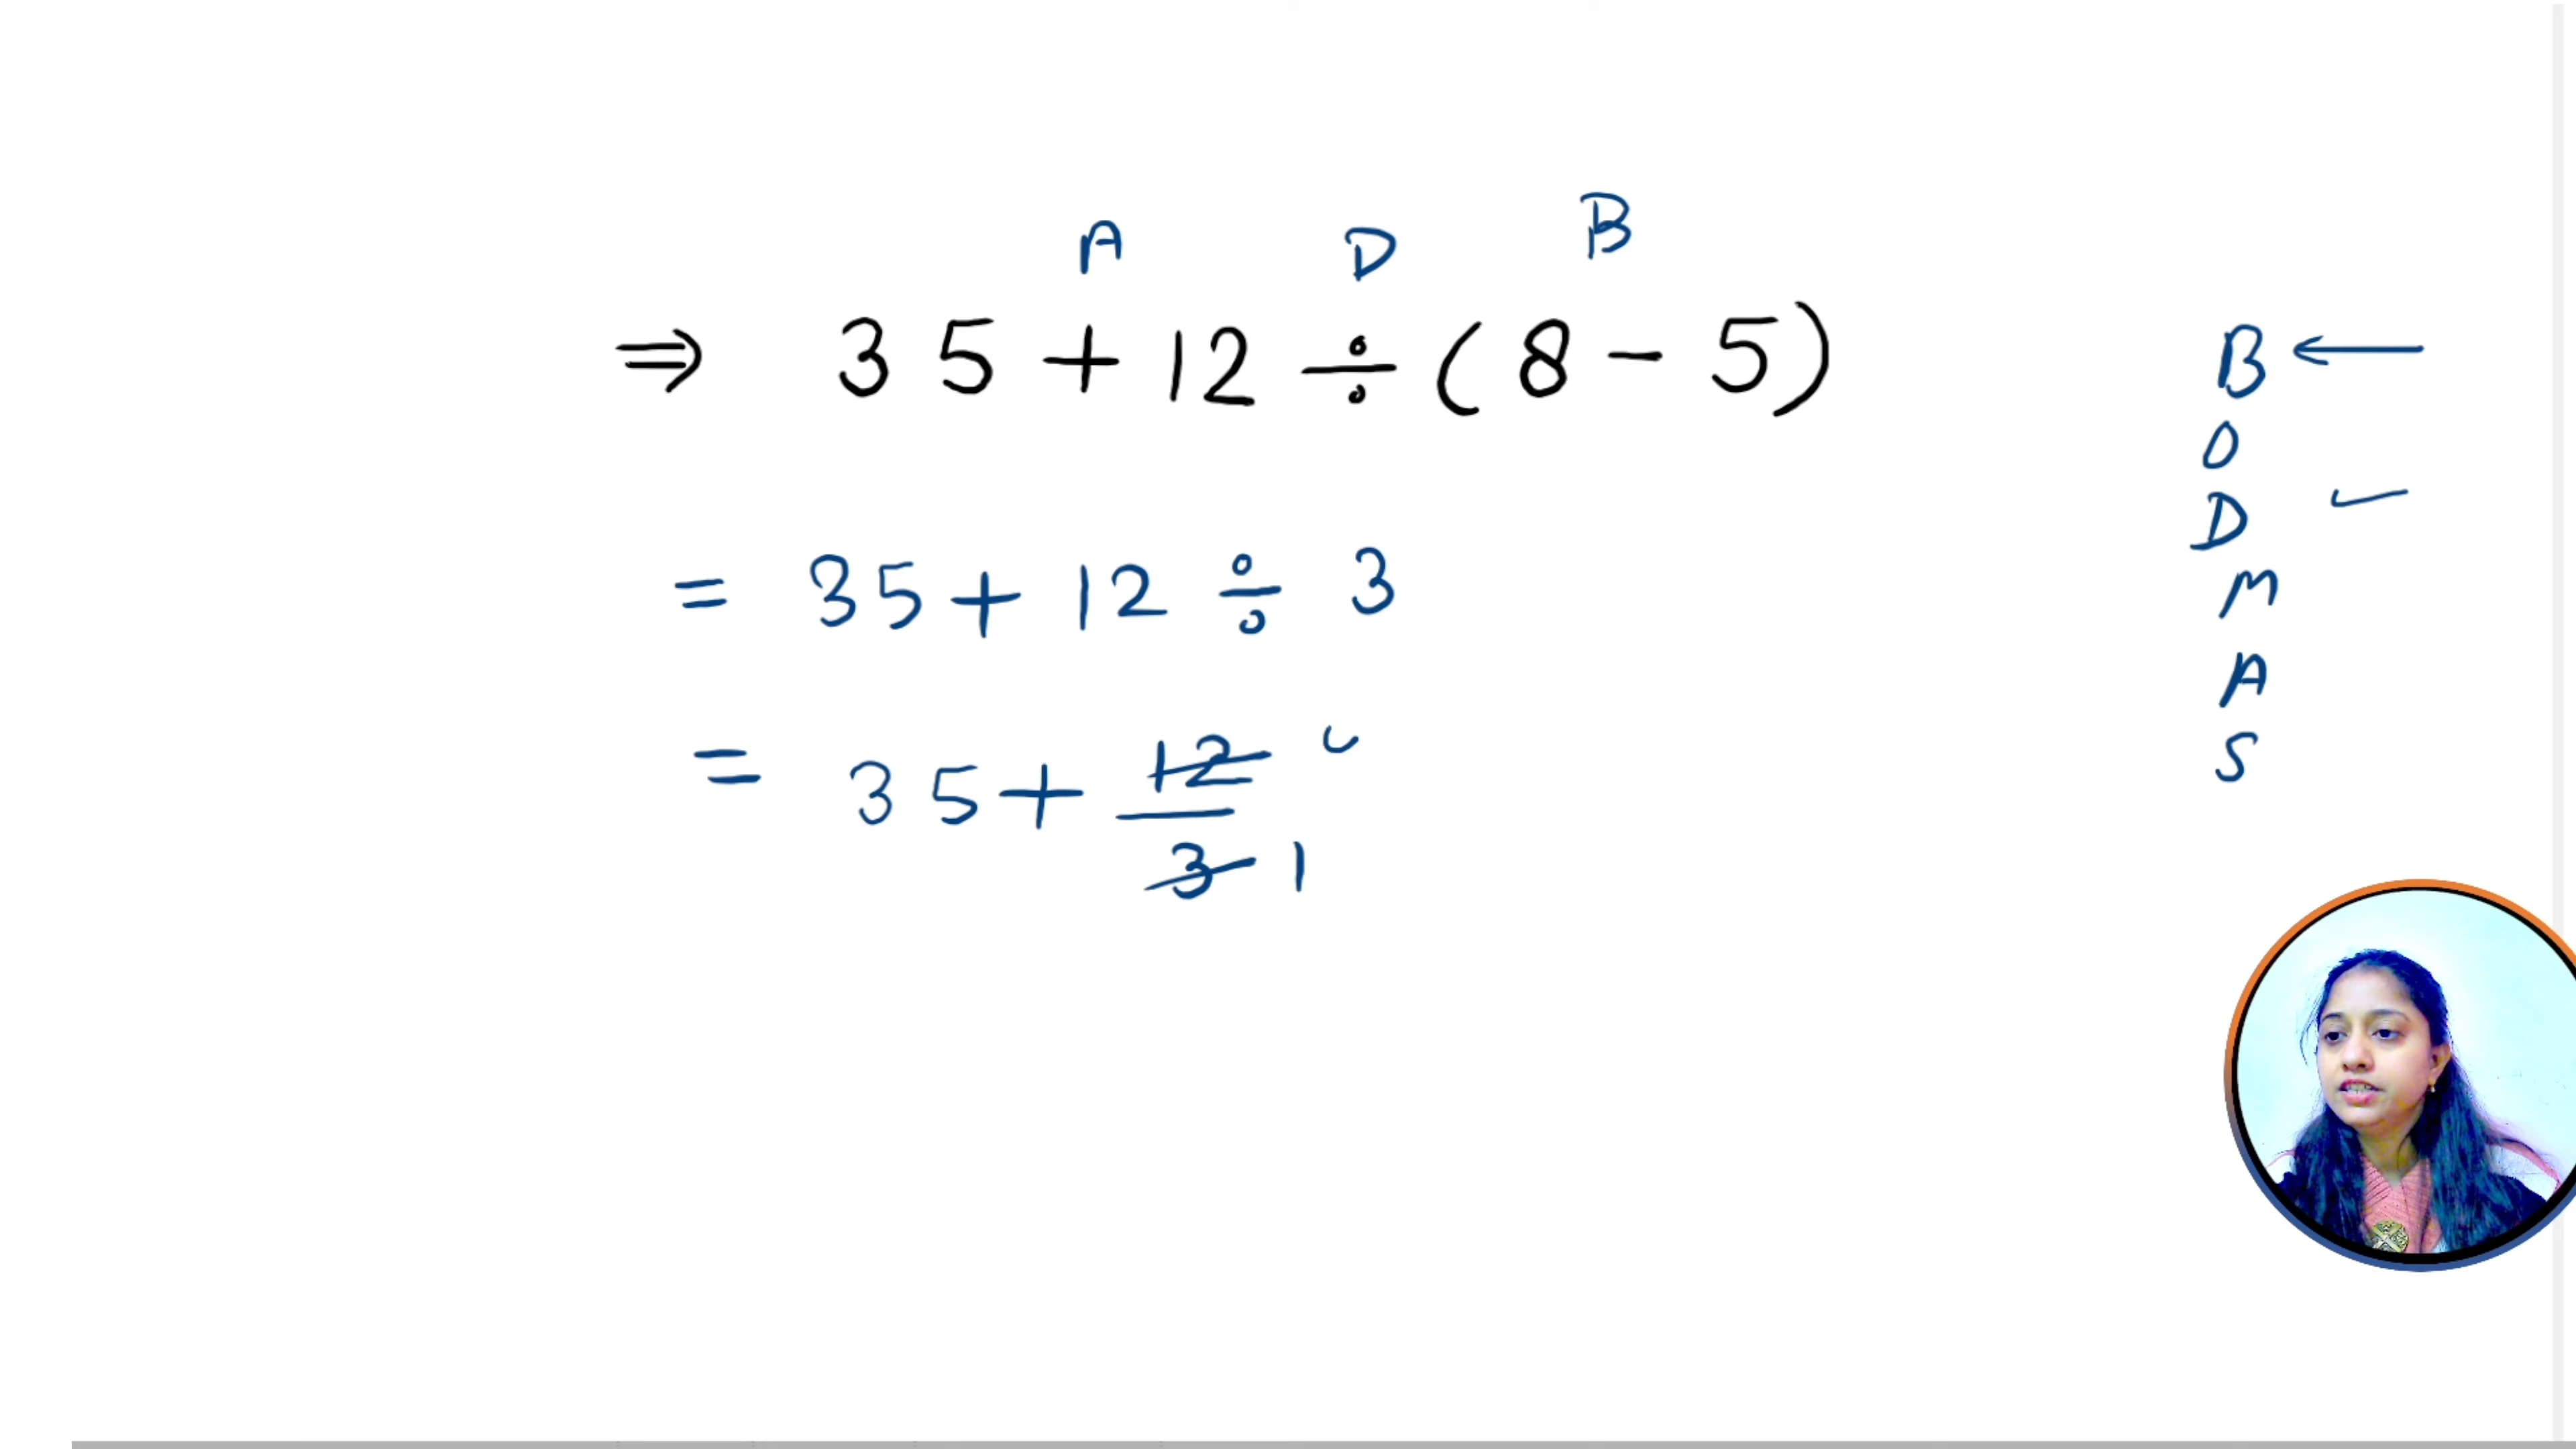 A D B
⇒ 35 + 12 ÷ (8 - 5)
= 35 + 12 ÷ 3
= 35 + 12/3 1
B ←
O
D
M
A
S